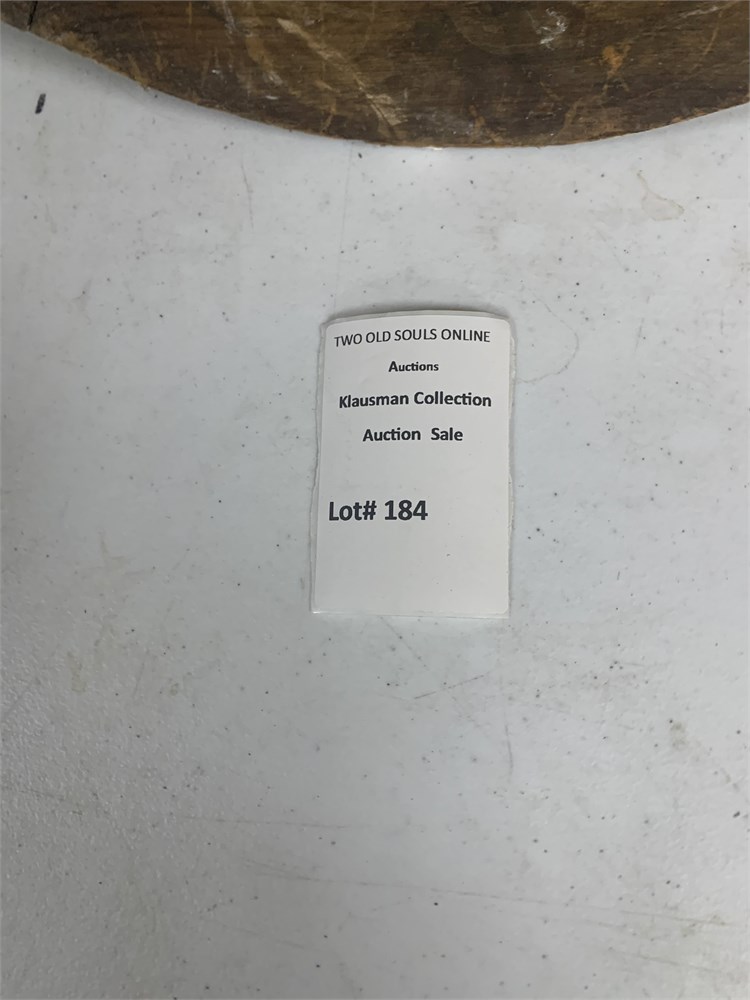 TWO OLD SOULS ONLINE
Auctions
Klausman Collection
Auction Sale
Lot# 184